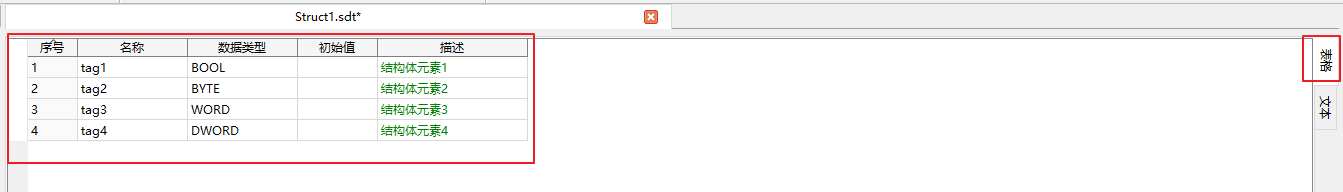 Struct1.sdt*
序号 名称 数据类型 初始值 描述
1 tag1 BOOL 结构体元素1
2 tag2 BYTE 结构体元素2
3 tag3 WORD 结构体元素3
4 tag4 DWORD 结构体元素4
表格
文本